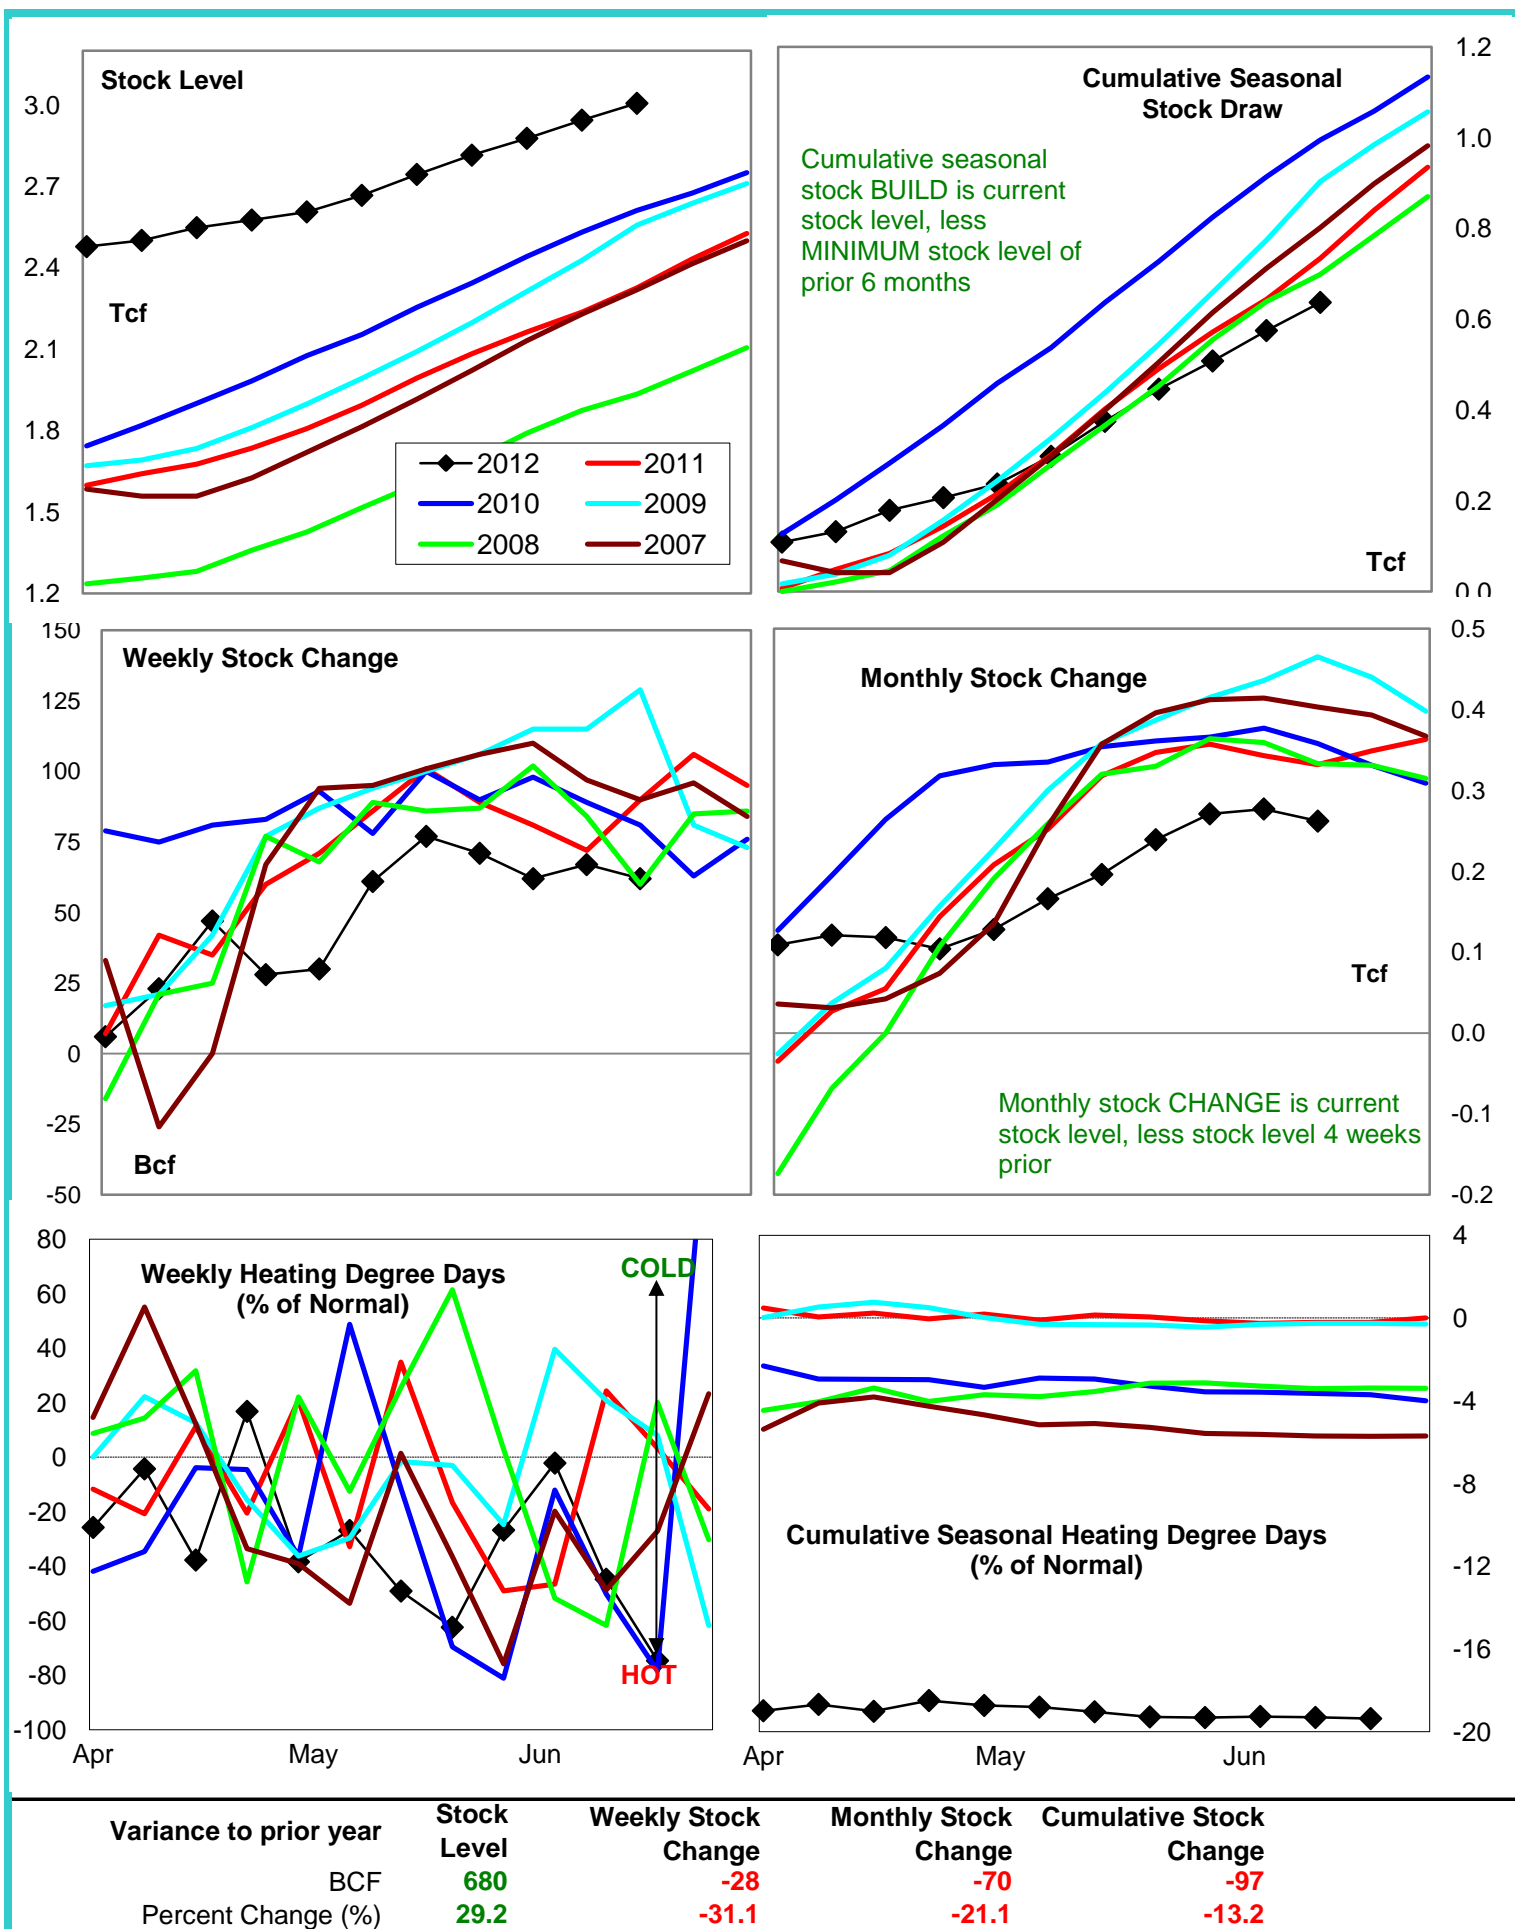 Stock Level
3.0
2.7
2.4
2.1
1.8
1.5
1.2
Tcf
2012
2011
2010
2009
2008
2007
Cumulative Seasonal
Stock Draw
Cumulative seasonal
stock BUILD is current
stock level, less
MINIMUM stock level of
prior 6 months
Tcf
1.2
1.0
0.8
0.6
0.4
0.2
0.0
Weekly Stock Change
150
125
100
75
50
25
0
-25
-50
Bcf
Monthly Stock Change
Tcf
Monthly stock CHANGE is current
stock level, less stock level 4 weeks
prior
0.5
0.4
0.3
0.2
0.1
0.0
-0.1
-0.2
Weekly Heating Degree Days
(% of Normal)
COLD
HOT
80
60
40
20
0
-20
-40
-60
-80
-100
Apr May Jun
Cumulative Seasonal Heating Degree Days
(% of Normal)
4
0
-4
-8
-12
-16
-20
Apr May Jun
Variance to prior year Stock Level Weekly Stock Change Monthly Stock Change Cumulative Stock Change
BCF 680 -28 -70 -97
Percent Change (%) 29.2 -31.1 -21.1 -13.2